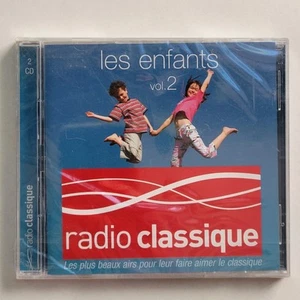 les enfants
vol.2
radio classique
Les plus beaux airs pour leur faire aimer le classique
2 CD
radio classique